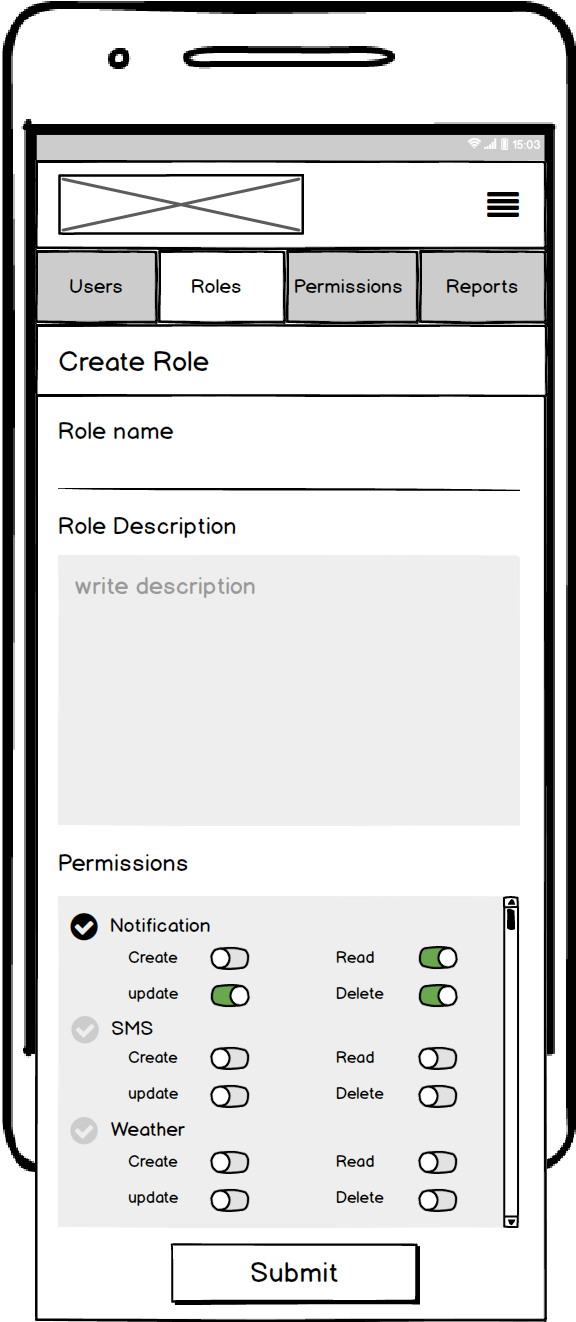 15:03
Users Roles Permissions Reports
Create Role
Role name
Role Description
write description
Permissions
Notification
Create Read
update Delete
SMS
Create Read
update Delete
Weather
Create Read
update Delete
Submit